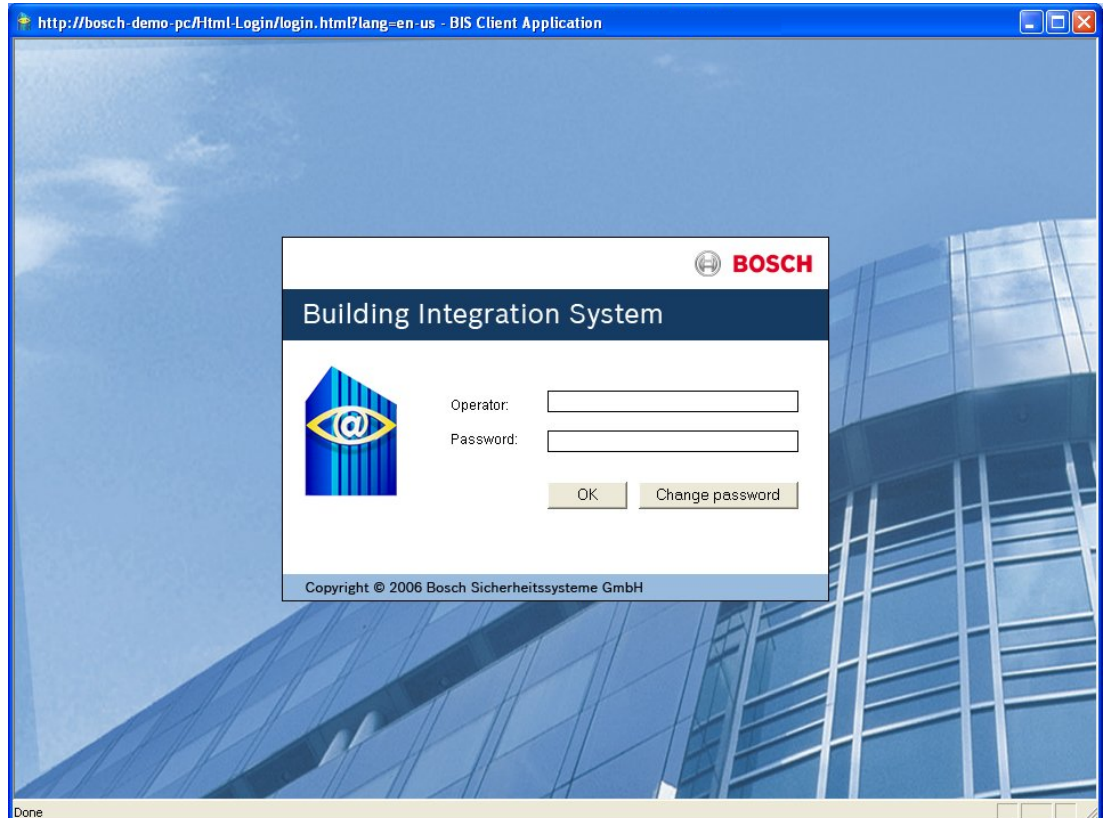 http://bosch-demo-pc/Html-Login/login.html?lang=en-us - BIS Client Application
BOSCH
Building Integration System
@
Operator:
Password:
OK Change password
Copyright © 2006 Bosch Sicherheitssysteme GmbH
Done